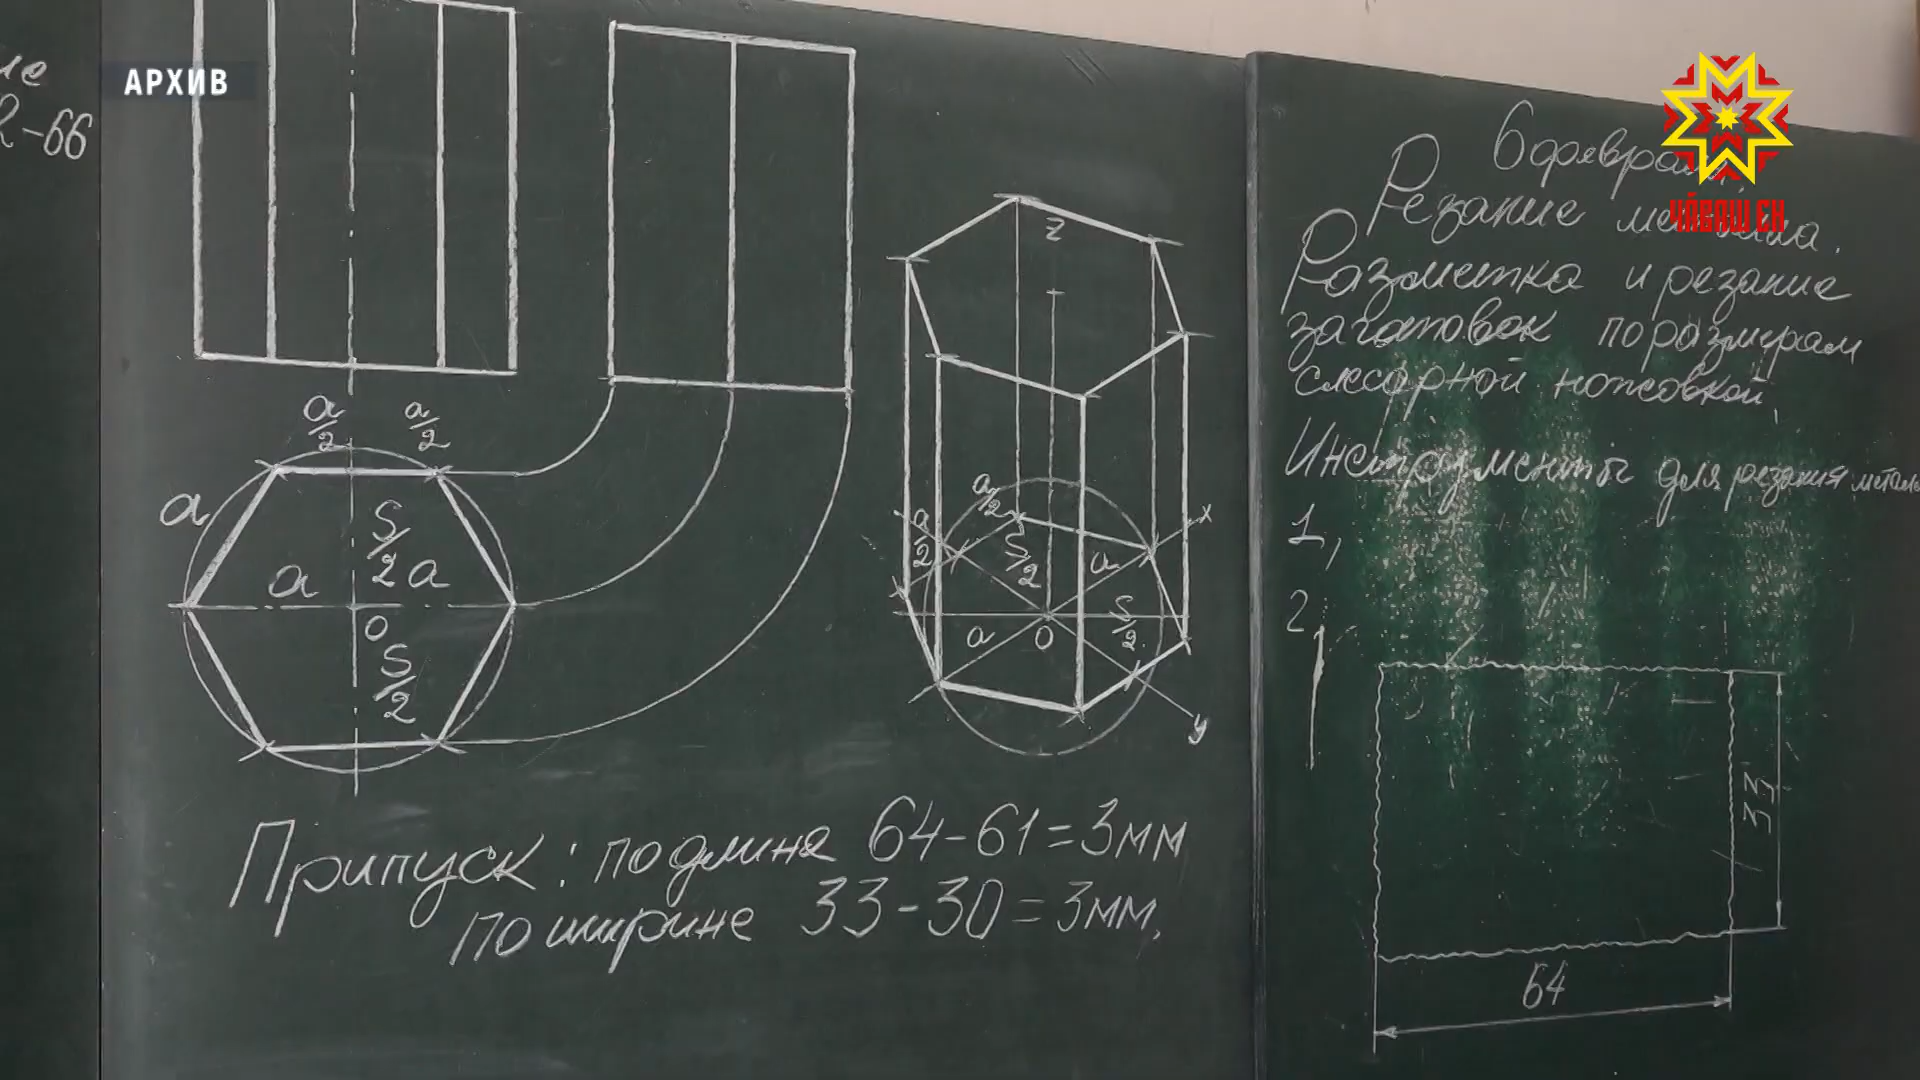 АРХИВ
2-66
a/2 a/2
a
S/2
a a
O
S/2
Z
a/2
a/2
S/2
a
x
x
a O S/2
y
Припуск: по длине 64-61=3мм
по ширине 33-30=3мм.
ЧӐВАШ ЕН
6 февраля.
Резание металла.
Разметка и резание
заготовок по размерам
слесарной ножовкой.
Инструменты для резания
1,
2
33
64